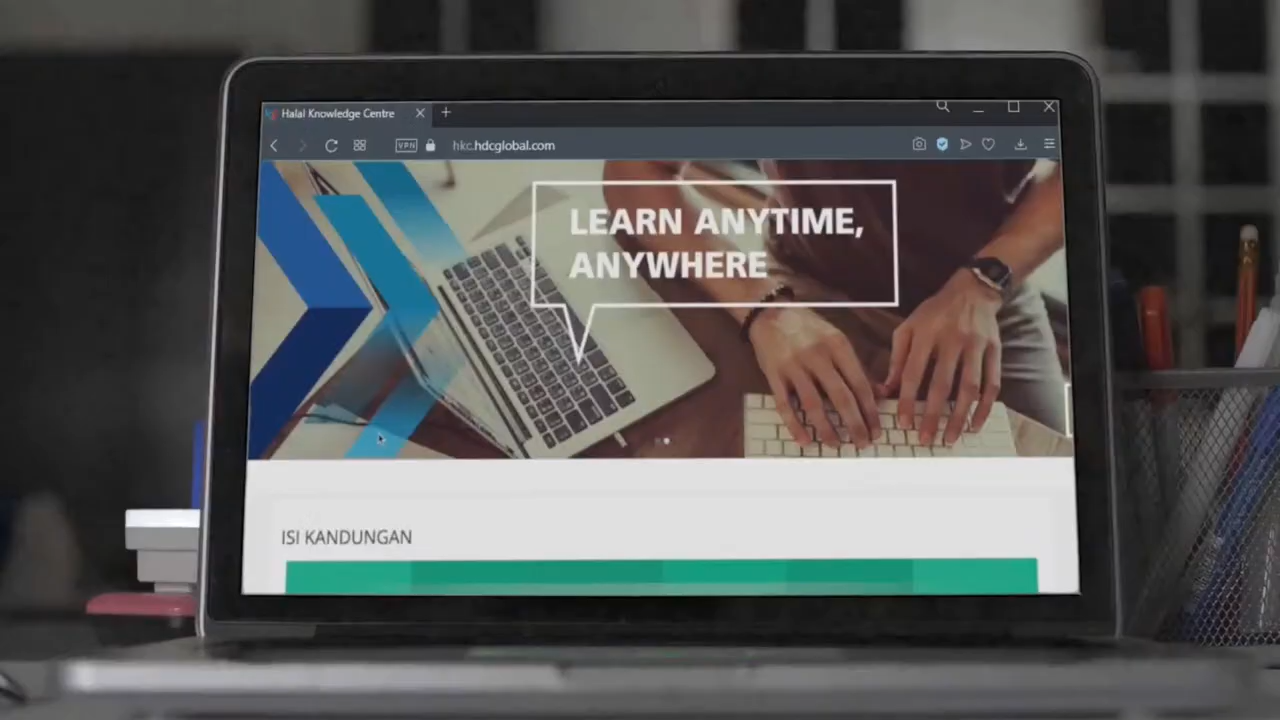 Halal Knowledge Centre
VPN
hkc.hdcglobal.com
LEARN ANYTIME,
ANYWHERE
ISI KANDUNGAN